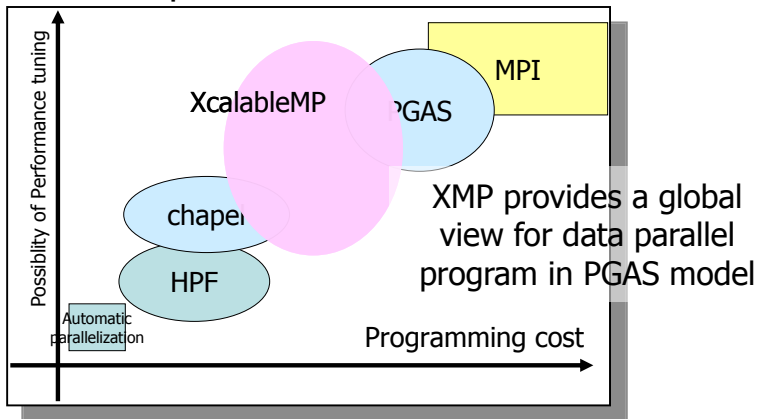 Possiblity of Performance tuning
MPI
XcalableMP
PGAS
chapel
XMP provides a global
view for data parallel
program in PGAS model
HPF
Automatic
parallelization
Programming cost